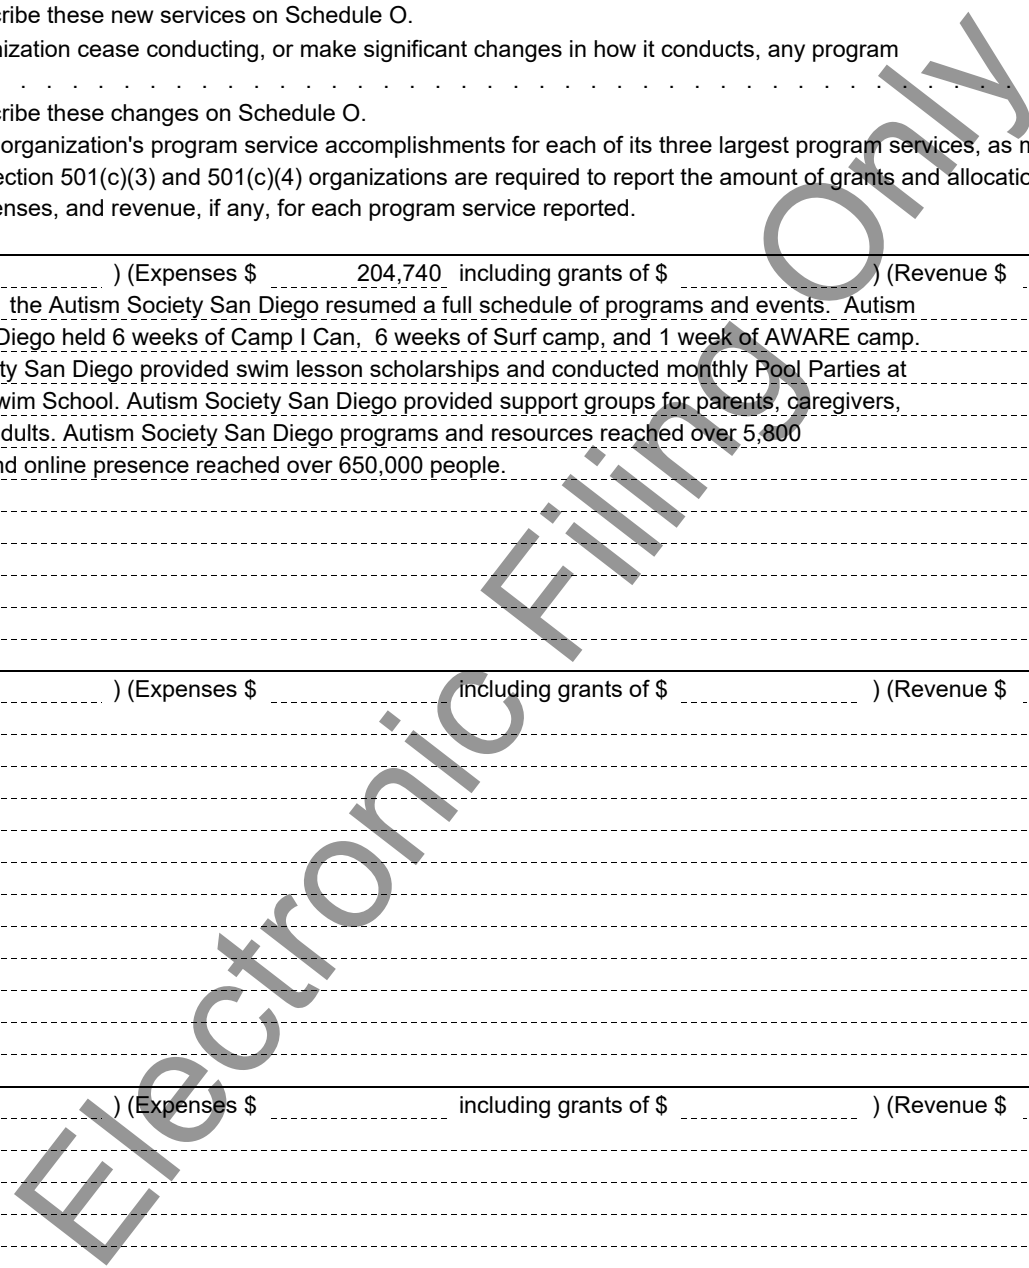 cribe these new services on Schedule O.
nization cease conducting, or make significant changes in how it conducts, any program
. . . . . . . . . . . . . . . . . . . . . . . . . . . . . . . . . . . . . . .
cribe these changes on Schedule O.
organization's program service accomplishments for each of its three largest program services, as m
ection 501(c)(3) and 501(c)(4) organizations are required to report the amount of grants and allocatio
enses, and revenue, if any, for each program service reported.
) (Expenses $ 204,740 including grants of $ ) (Revenue $
the Autism Society San Diego resumed a full schedule of programs and events.  Autism
Diego held 6 weeks of Camp I Can,  6 weeks of Surf camp, and 1 week of AWARE camp.
ty San Diego provided swim lesson scholarships and conducted monthly Pool Parties at
wim School. Autism Society San Diego provided support groups for parents, caregivers,
dults. Autism Society San Diego programs and resources reached over 5,800
nd online presence reached over 650,000 people.
) (Expenses $ including grants of $ ) (Revenue $
) (Expenses $ including grants of $ ) (Revenue $
Electronic Filing Only